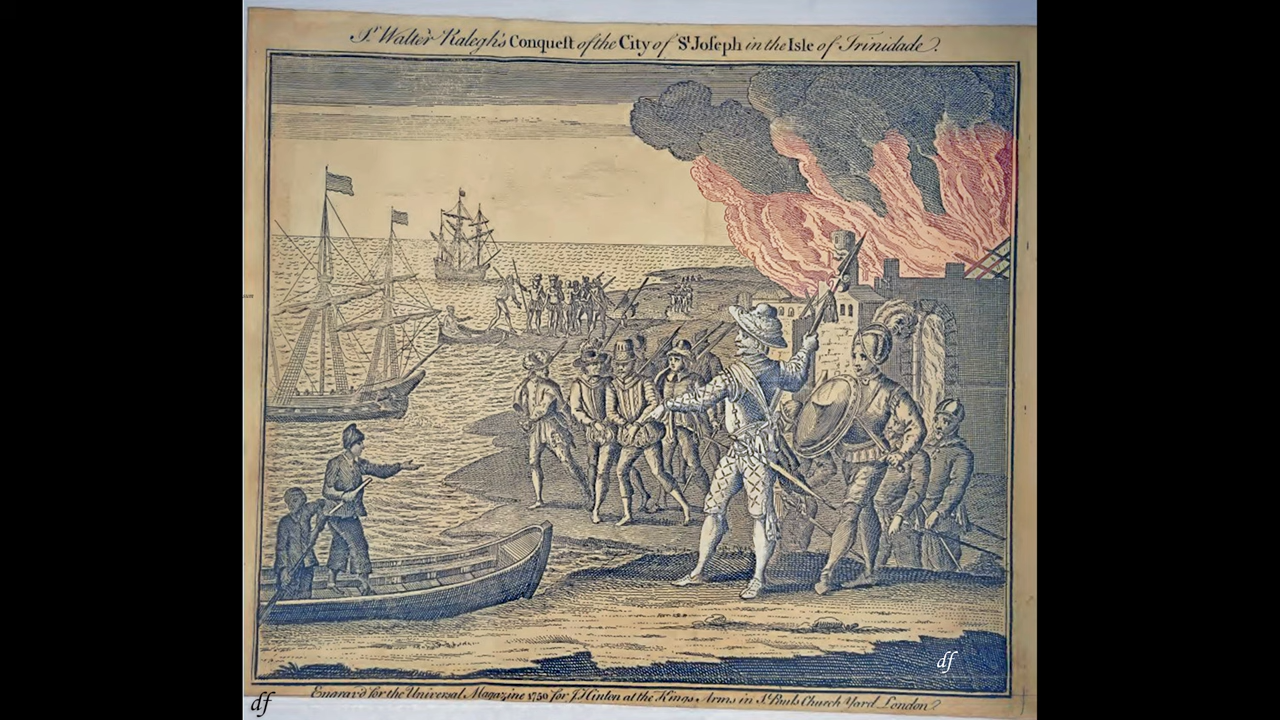 Sr. Walter Ralegh's Conquest of the City of St. Joseph in the Isle of Trinidade.
df
Engrav'd for the Universal Magazine 1750 for J. Hinton at the Kings Arms in St. Pauls Church Yard London.
df